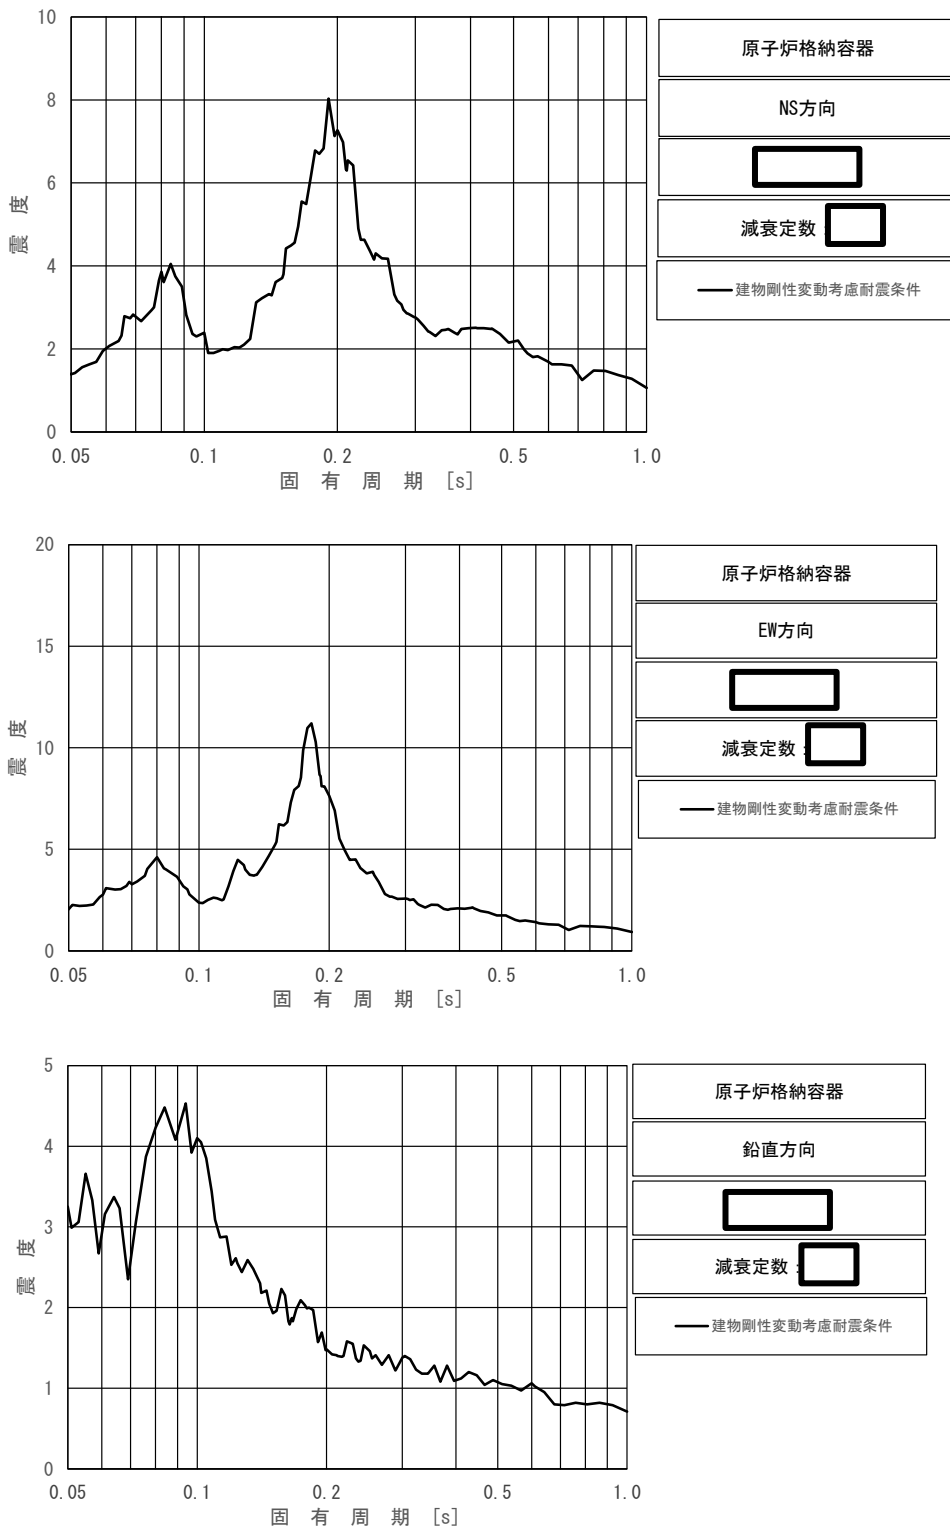 10
8
6
4
2
0
震度
0.05 0.1 0.2 0.5 1.0
固有周期 [s]
原子炉格納容器
NS方向
減衰定数：
建物剛性変動考慮耐震条件
20
15
10
5
0
震度
0.05 0.1 0.2 0.5 1.0
固有周期 [s]
原子炉格納容器
EW方向
減衰定数：
建物剛性変動考慮耐震条件
5
4
3
2
1
0
震度
0.05 0.1 0.2 0.5 1.0
固有周期 [s]
原子炉格納容器
鉛直方向
減衰定数：
建物剛性変動考慮耐震条件